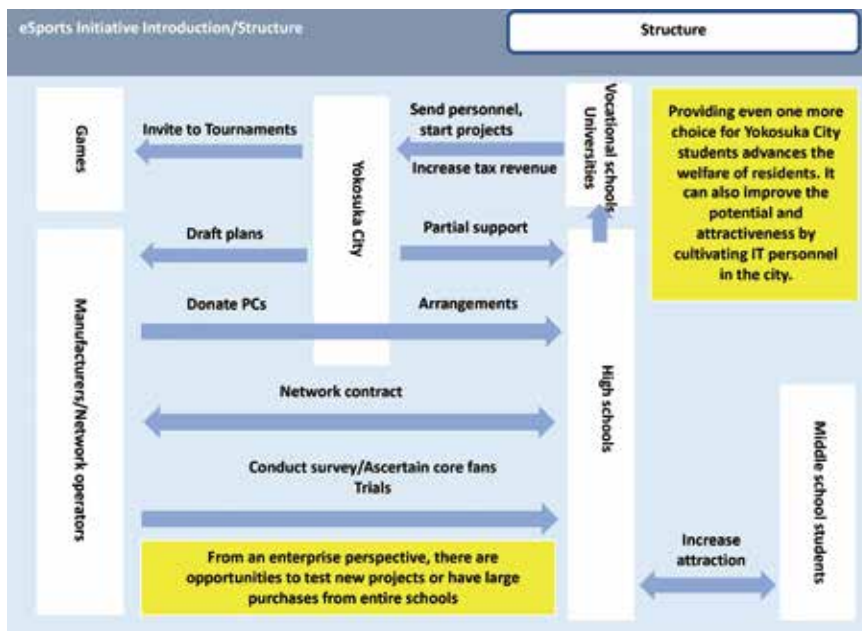 eSports Initiative Introduction/Structure
Structure
Games
Invite to Tournaments
Yokosuka City
Send personnel,
start projects
Increase tax revenue
Vocational schools·
Universities
Providing even one more
choice for Yokosuka City
students advances the
welfare of residents. It
can also improve the
potential and
attractiveness by
cultivating IT personnel
in the city.
Draft plans
Partial support
Manufacturers/Network operators
Donate PCs
Arrangements
High schools
Network contract
Conduct survey/Ascertain core fans
Trials
Middle school students
Increase
attraction
From an enterprise perspective, there are
opportunities to test new projects or have large
purchases from entire schools